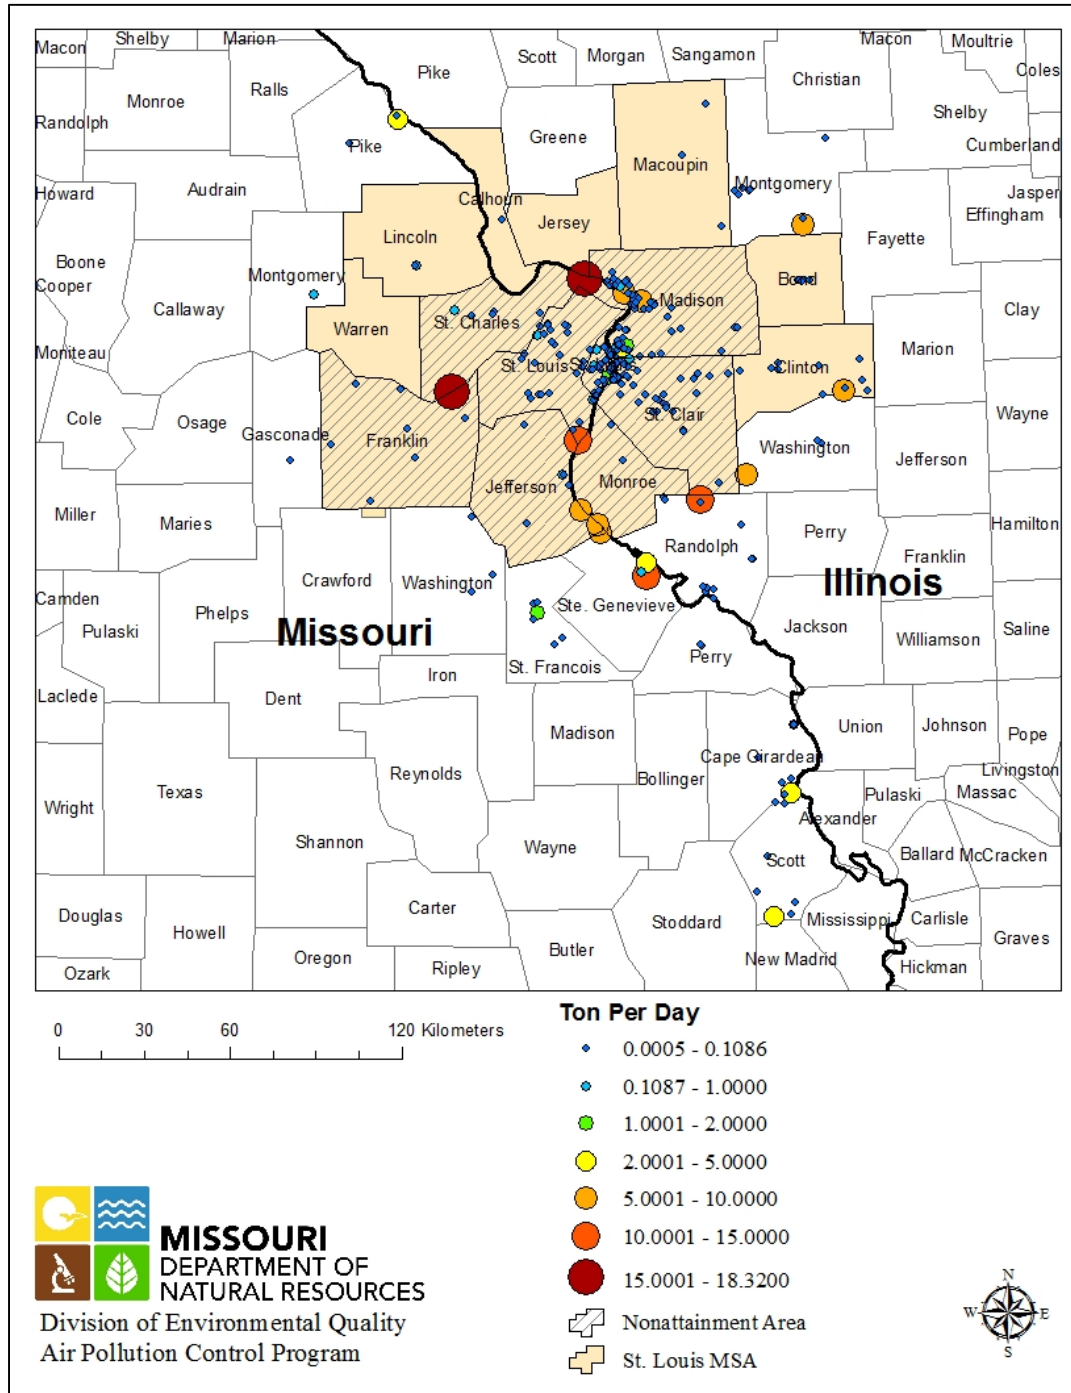 Macon
Shelby
Marion
Pike
Scott
Morgan
Sangamon
Macon
Moultrie
Coles
Christian
Monroe
Ralls
Randolph
Greene
Shelby
Cumberland
Pike
Macoupin
Montgomery
Howard
Audrain
Calhoun
Jersey
Jasper
Effingham
Lincoln
Fayette
Boone
Cooper
Montgomery
Bond
Callaway
Madison
Clay
Warren
St. Charles
Moniteau
St. Louis
Clinton
Marion
Cole
Osage
Gasconade
Franklin
St. Clair
Wayne
Washington
Jefferson
Jefferson
Monroe
Miller
Maries
Hamilton
Perry
Randolph
Franklin
Crawford
Washington
Illinois
Camden
Phelps
Ste. Genevieve
Pulaski
Missouri
Jackson
Williamson
Saline
Perry
St. Francois
Iron
Laclede
Dent
Madison
Union
Johnson
Pope
Cape Girardeau
Reynolds
Bollinger
Livingston
Texas
Pulaski
Massac
Wright
Alexander
Shannon
Wayne
Scott
Ballard
McCracken
Douglas
Carter
Stoddard
Mississippi
Carlisle
Howell
Graves
Oregon
Butler
New Madrid
Ozark
Ripley
Hickman
0 30 60 120 Kilometers
Ton Per Day
0.0005 - 0.1086
0.1087 - 1.0000
1.0001 - 2.0000
2.0001 - 5.0000
5.0001 - 10.0000
10.0001 - 15.0000
15.0001 - 18.3200
Nonattainment Area
St. Louis MSA
MISSOURI
DEPARTMENT OF
NATURAL RESOURCES
Division of Environmental Quality
Air Pollution Control Program
N
W E
S